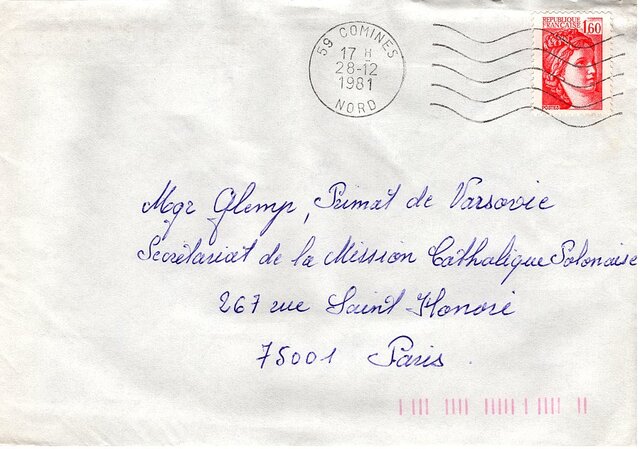 59 COMINES
17 H
28-12
1981
NORD
REPUBLIQUE
FRANÇAISE 1,60
Mgr Glemp, Primat de Varsovie
Secrétariat de la Mission Catholique Polonaise
267 rue Saint-Honoré
75001 Paris